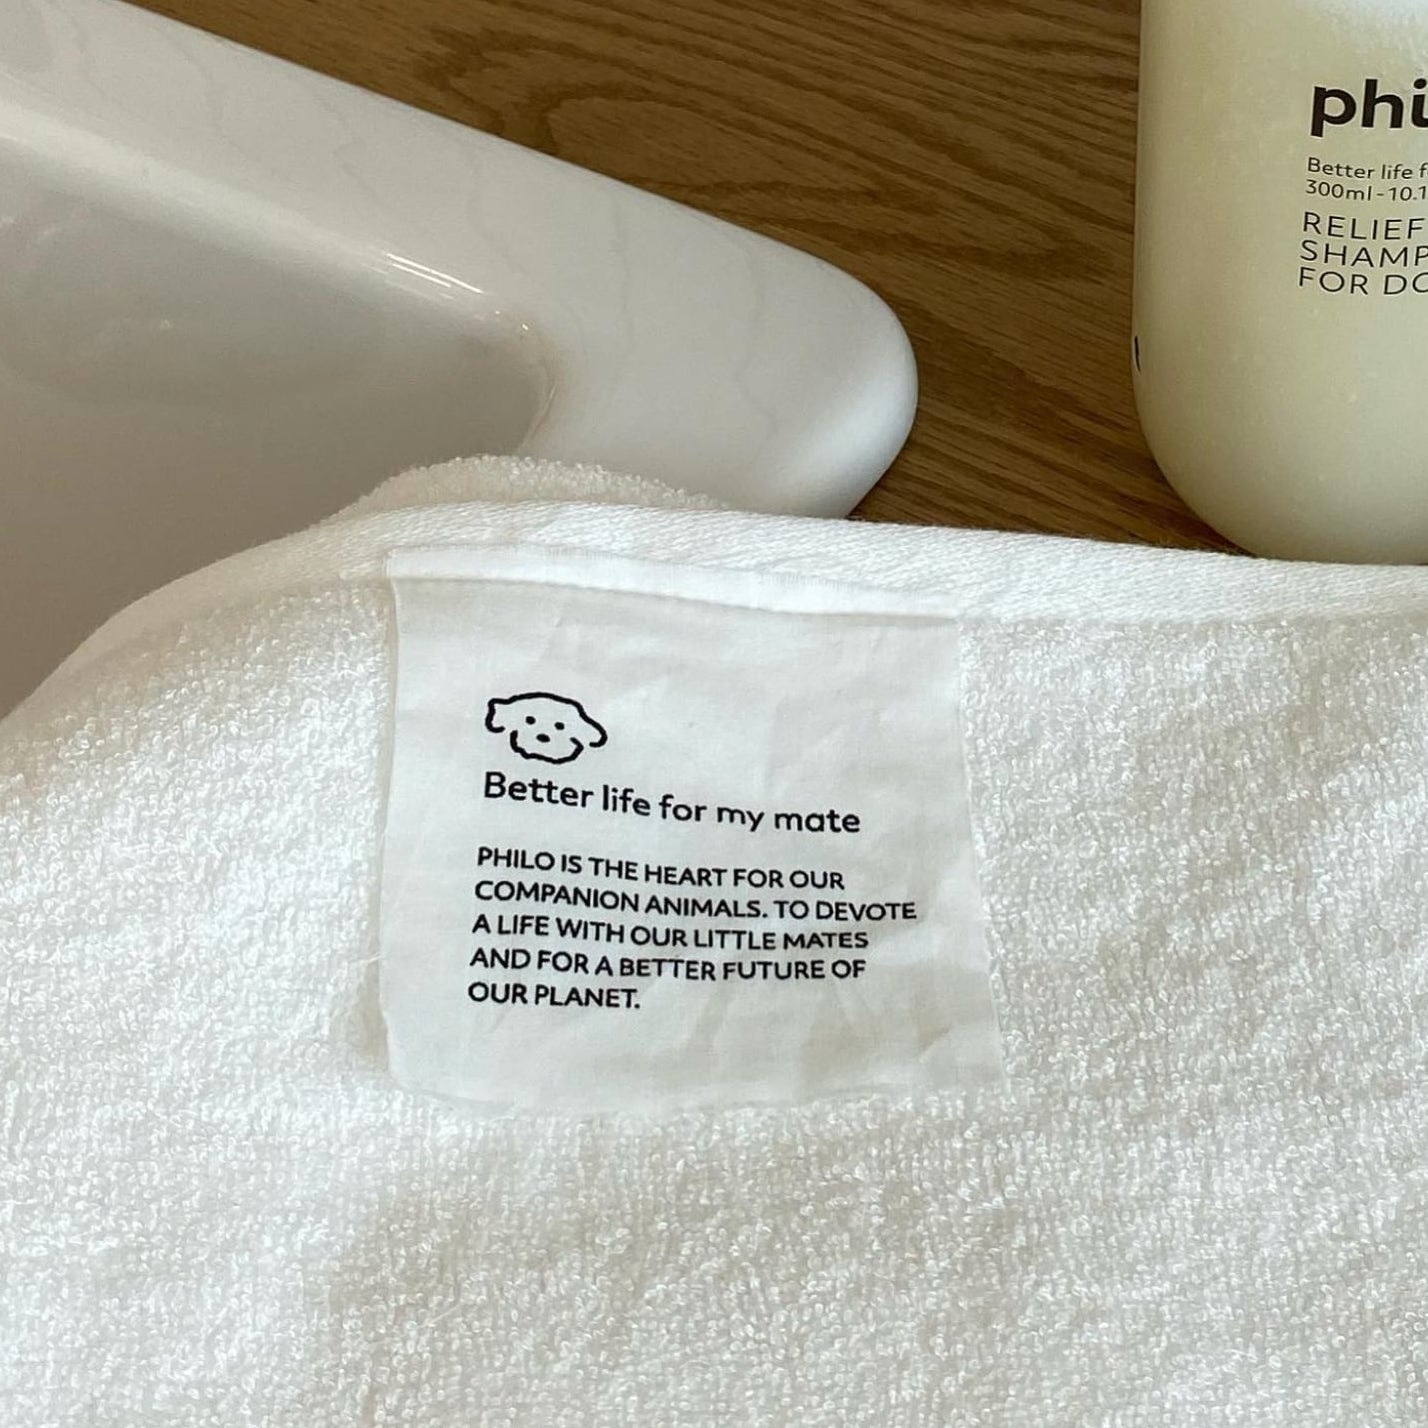 Better life for my mate
PHILO IS THE HEART FOR OUR
COMPANION ANIMALS. TO DEVOTE
A LIFE WITH OUR LITTLE MATES
AND FOR A BETTER FUTURE OF
OUR PLANET.
phi
Better life f
300ml-10.1
RELIEF
SHAMP
FOR DO